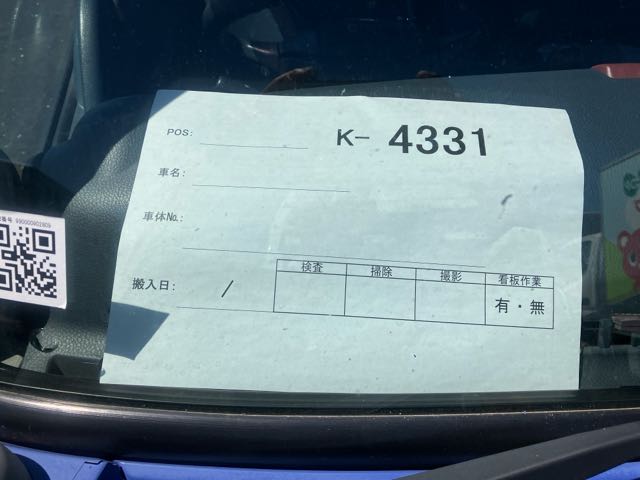 POS:
K- 4331
車名:
車体No.:
搬入日: /
検査 掃除 撮影 看板作業
有・無